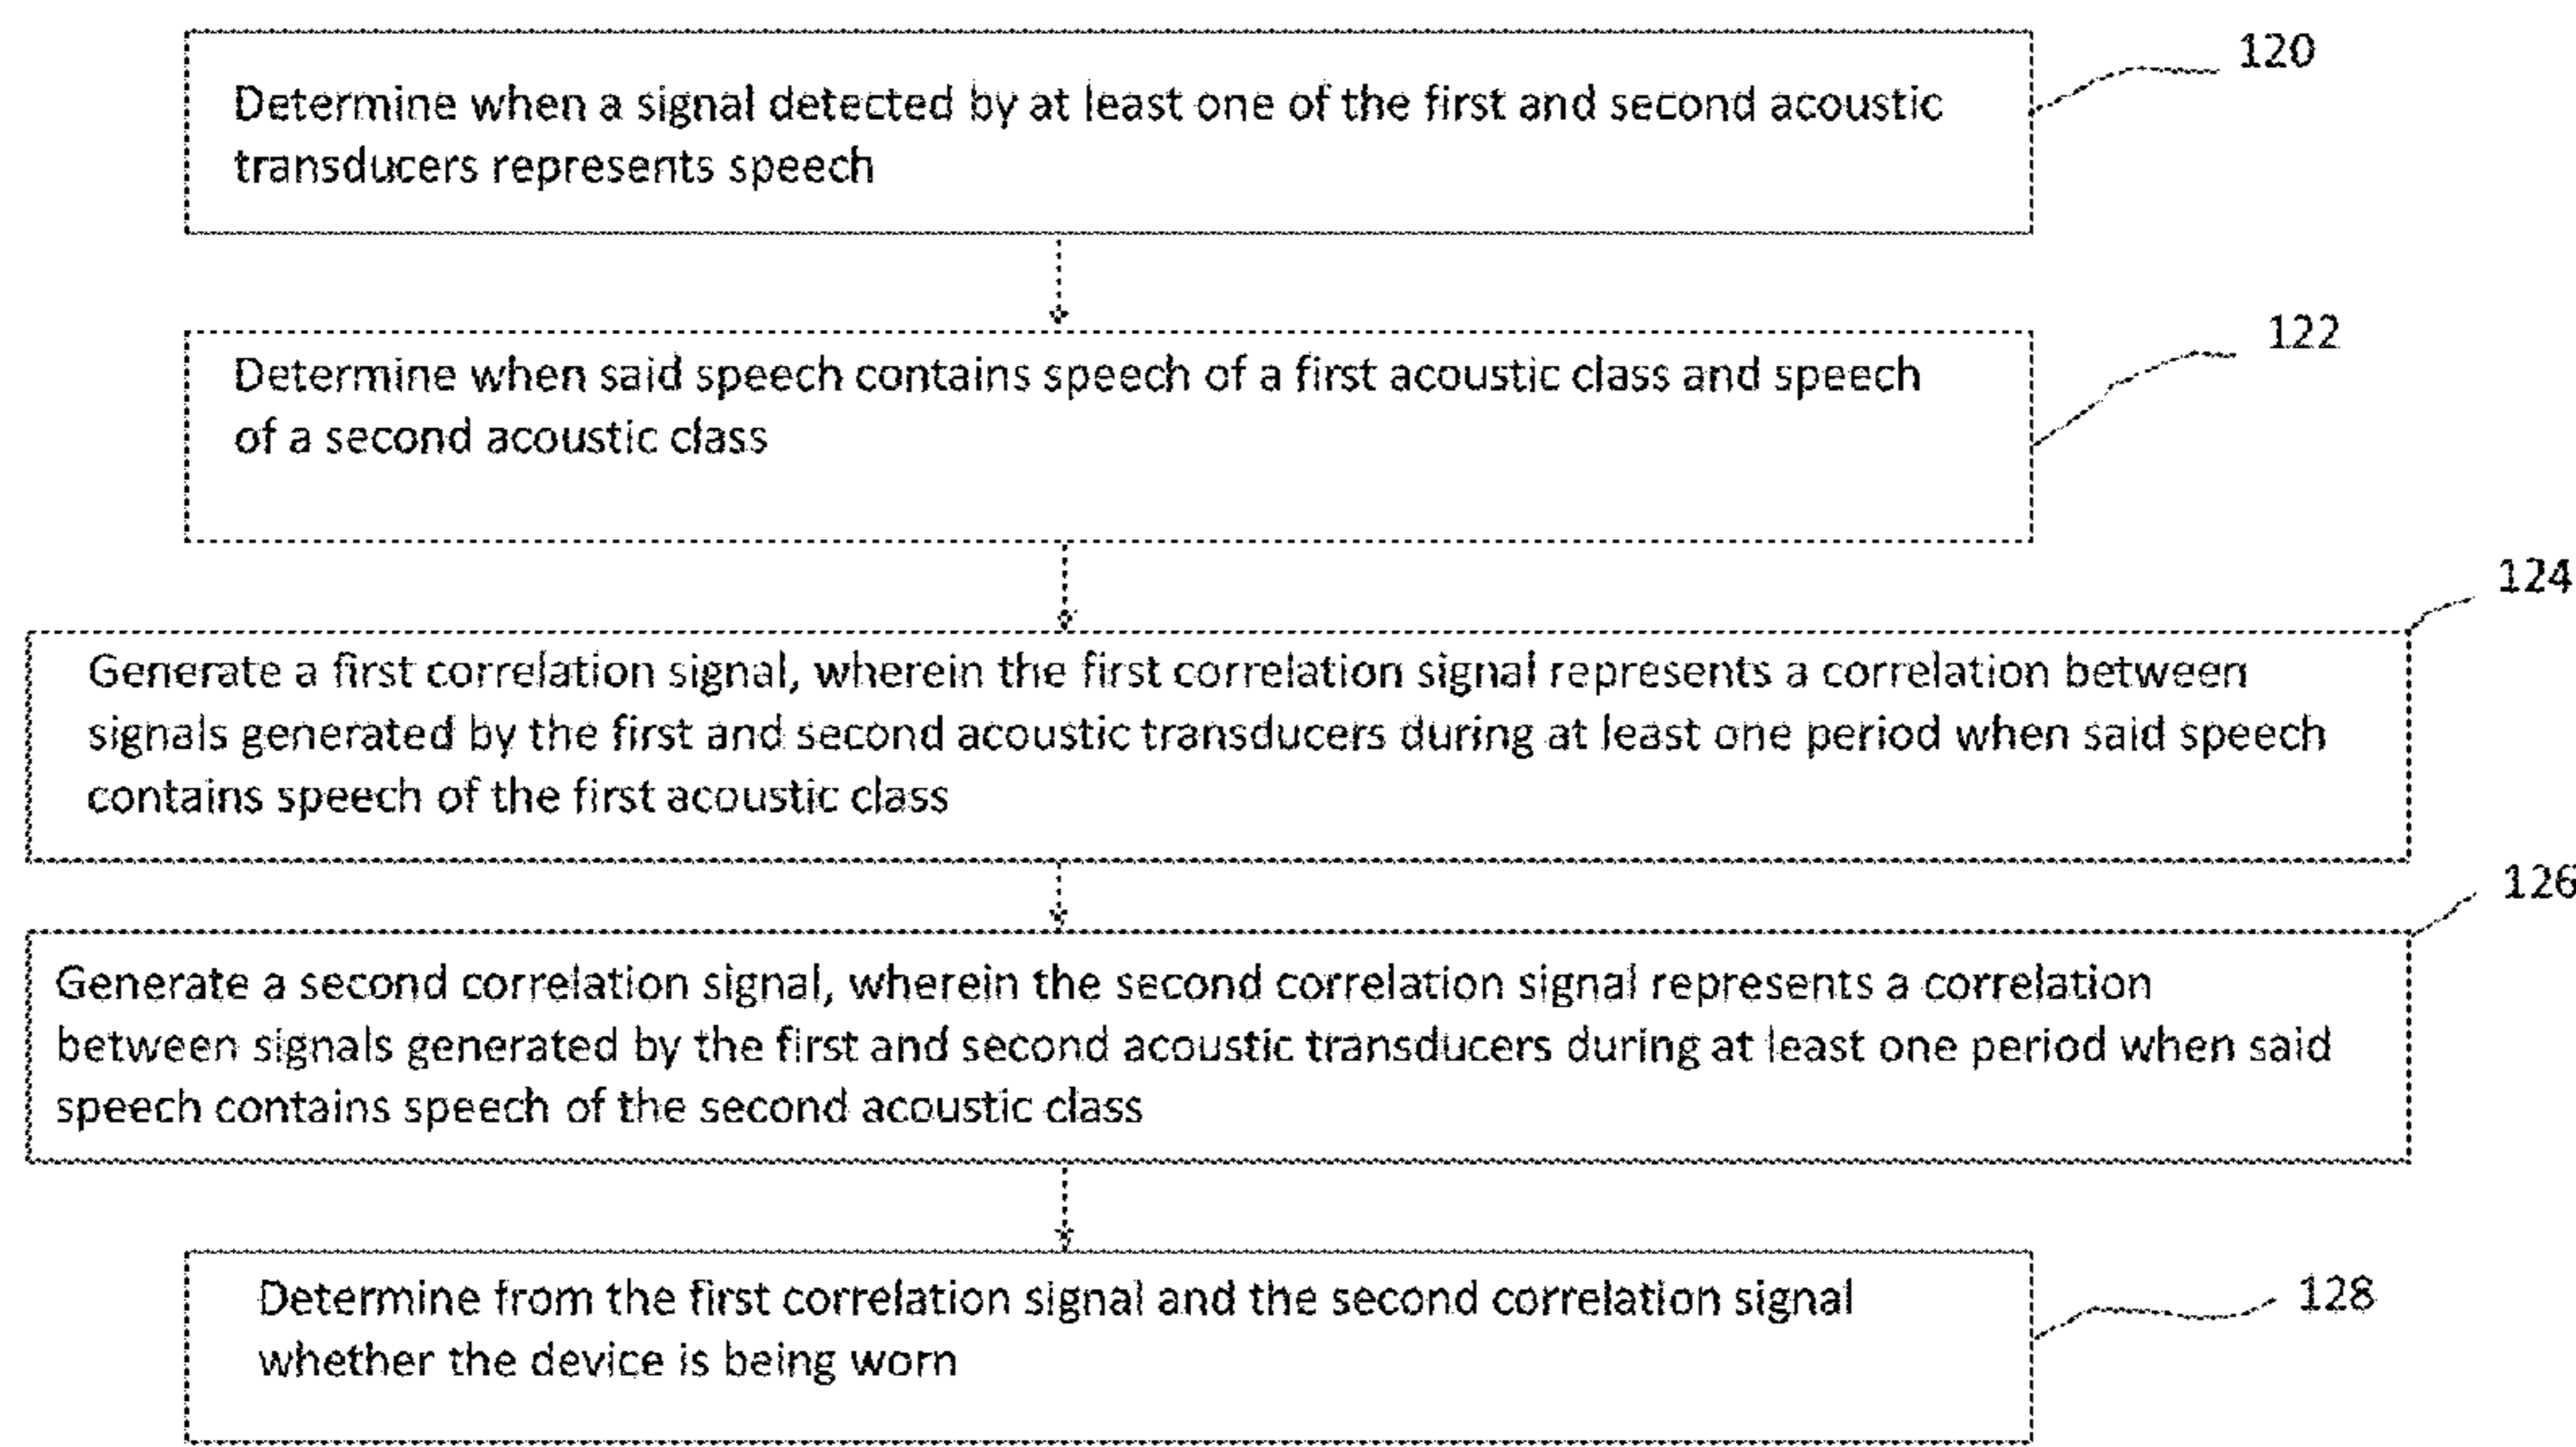 120
Determine when a signal detected by at least one of the first and second acoustic
transducers represents speech
122
Determine when said speech contains speech of a first acoustic class and speech
of a second acoustic class
124
Generate a first correlation signal, wherein the first correlation signal represents a correlation between
signals generated by the first and second acoustic transducers during at least one period when said speech
contains speech of the first acoustic class
126
Generate a second correlation signal, wherein the second correlation signal represents a correlation
between signals generated by the first and second acoustic transducers during at least one period when said
speech contains speech of the second acoustic class
128
Determine from the first correlation signal and the second correlation signal
whether the device is being worn